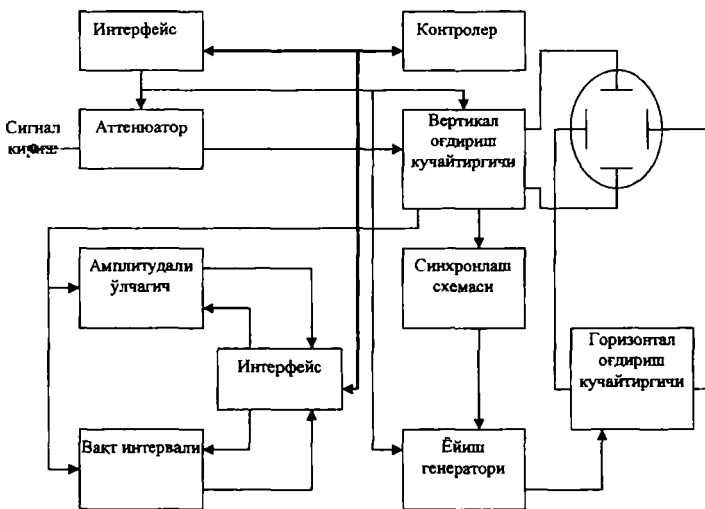 Интерфейс
Контролер
Сигнал
кириш
Аттенюатор
Вертикал
оғдириш
кучайтиргичи
Амплитудали
ўлчагич
Синхронлаш
схемаси
Интерфейс
Горизонтал
оғдириш
кучайтиргичи
Вақт интервали
Ёйиш
генератори